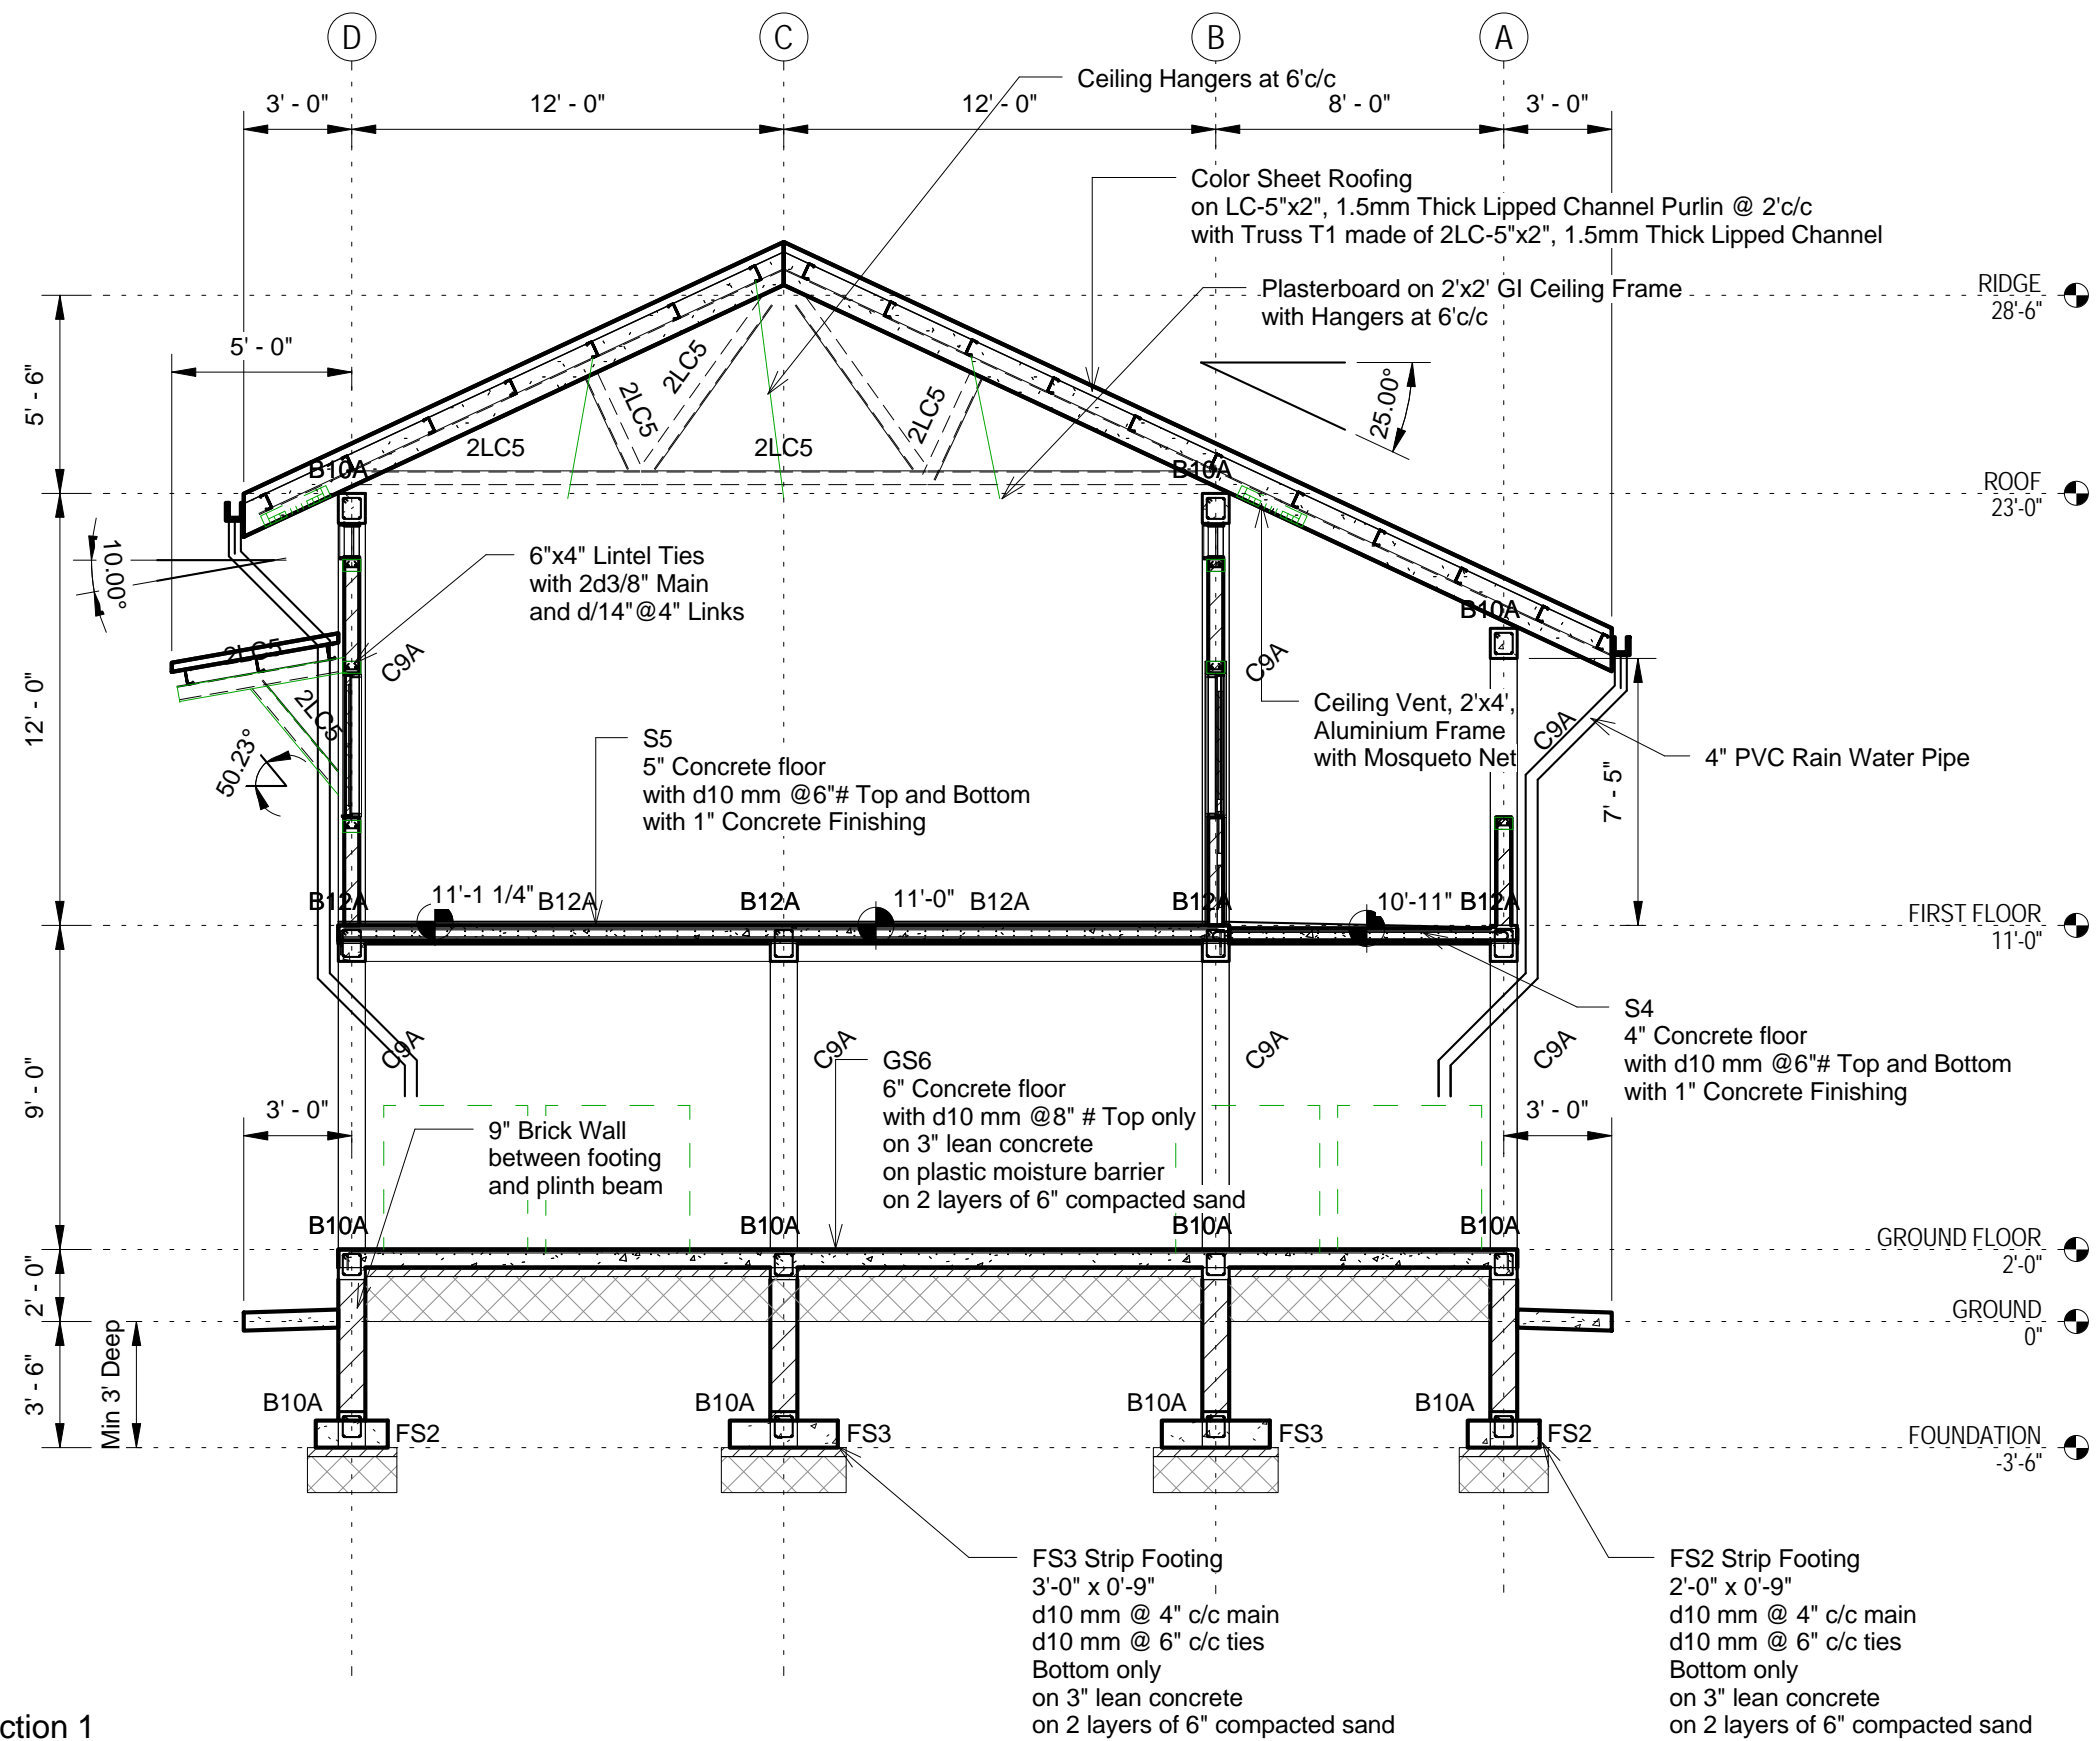 D
C
B
A
Ceiling Hangers at 6'c/c
3' - 0"
12' - 0"
12' - 0"
8' - 0"
3' - 0"
Color Sheet Roofing
on LC-5"x2", 1.5mm Thick Lipped Channel Purlin @ 2'c/c
with Truss T1 made of 2LC-5"x2", 1.5mm Thick Lipped Channel
Plasterboard on 2'x2' GI Ceiling Frame
with Hangers at 6'c/c
RIDGE
28'-6"
5' - 0"
5' - 6"
2LC5
2LC5
2LC5
25.00°
2LC5
2LC5
B10A
B10A
ROOF
23'-0"
10.00°
6"x4" Lintel Ties
with 2d3/8" Main
and d/14"@4" Links
B10A
2LC5
C9A
C9A
12' - 0"
2LC5
Ceiling Vent, 2'x4',
Aluminium Frame
with Mosqueto Net
C9A
4" PVC Rain Water Pipe
50.23°
S5
5" Concrete floor
with d10 mm @6"# Top and Bottom
with 1" Concrete Finishing
7' - 5"
B12A
11'-1 1/4"
B12A
B12A
11'-0"
B12A
B12A
10'-11"
B12A
FIRST FLOOR
11'-0"
S4
4" Concrete floor
with d10 mm @6"# Top and Bottom
with 1" Concrete Finishing
C9A
C9A
C9A
C9A
9' - 0"
GS6
6" Concrete floor
with d10 mm @8" # Top only
on 3" lean concrete
on plastic moisture barrier
on 2 layers of 6" compacted sand
3' - 0"
3' - 0"
9" Brick Wall
between footing
and plinth beam
B10A
B10A
B10A
B10A
GROUND FLOOR
2'-0"
2' - 0"
GROUND
0"
3' - 6"
Min 3' Deep
B10A
FS2
B10A
FS3
B10A
FS3
B10A
FS2
FOUNDATION
-3'-6"
FS3 Strip Footing
3'-0" x 0'-9"
d10 mm @ 4" c/c main
d10 mm @ 6" c/c ties
Bottom only
on 3" lean concrete
on 2 layers of 6" compacted sand
FS2 Strip Footing
2'-0" x 0'-9"
d10 mm @ 4" c/c main
d10 mm @ 6" c/c ties
Bottom only
on 3" lean concrete
on 2 layers of 6" compacted sand
ction 1